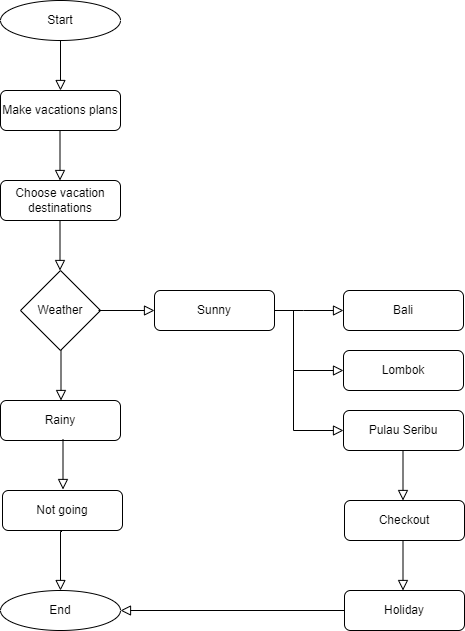 Start
Make vacations plans
Choose vacation
destinations
Weather
Sunny
Bali
Lombok
Rainy
Pulau Seribu
Not going
Checkout
End
Holiday